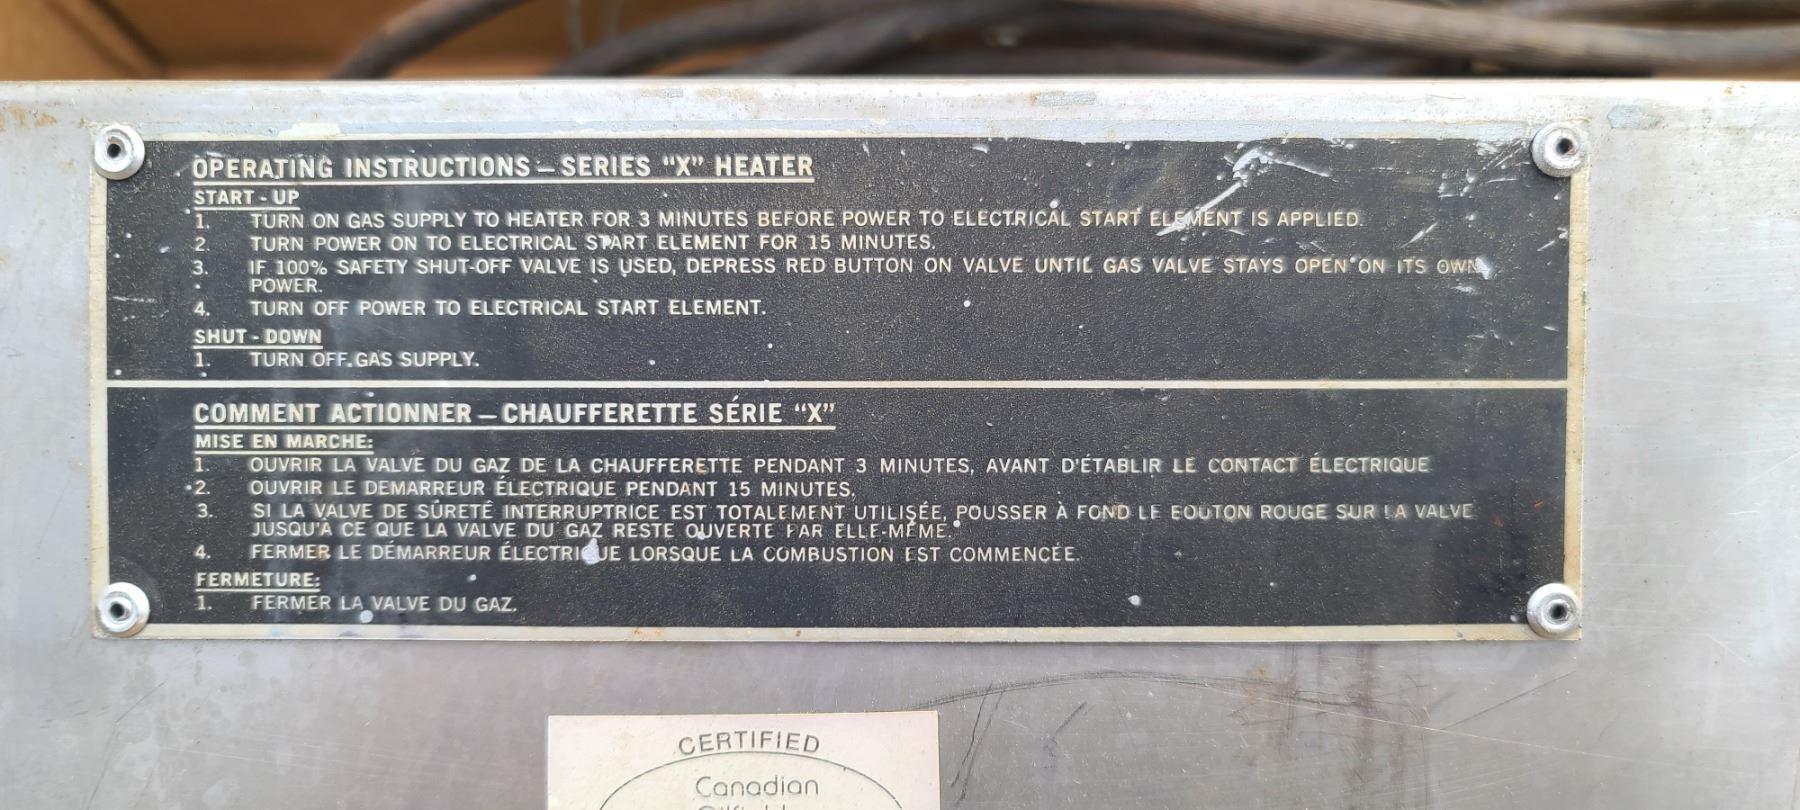 OPERATING INSTRUCTIONS – SERIES "X" HEATER
START - UP
1. TURN ON GAS SUPPLY TO HEATER FOR 3 MINUTES BEFORE POWER TO ELECTRICAL START ELEMENT IS APPLIED.
2. TURN POWER ON TO ELECTRICAL START ELEMENT FOR 15 MINUTES.
3. IF 100% SAFETY SHUT-OFF VALVE IS USED, DEPRESS RED BUTTON ON VALVE UNTIL GAS VALVE STAYS OPEN ON ITS OWN
POWER.
4. TURN OFF POWER TO ELECTRICAL START ELEMENT.
SHUT - DOWN
1. TURN OFF GAS SUPPLY.
COMMENT ACTIONNER – CHAUFFERETTE SÉRIE "X"
MISE EN MARCHE:
1. OUVRIR LA VALVE DU GAZ DE LA CHAUFFERETTE PENDANT 3 MINUTES, AVANT D'ÉTABLIR LE CONTACT ÉLECTRIQUE
2. OUVRIR LE DEMARREUR ÉLECTRIQUE PENDANT 15 MINUTES.
3. SI LA VALVE DE SÛRETÉ INTERRUPTRICE EST TOTALEMENT UTILISÉE, POUSSER À FOND LE BOUTON ROUGE SUR LA VALVE
JUSQU'À CE QUE LA VALVE DU GAZ RESTE OUVERTE PAR ELLE-MÊME.
4. FERMER LE DÉMARREUR ÉLECTRIQUE LORSQUE LA COMBUSTION EST COMMENCÉE.
FERMETURE:
1. FERMER LA VALVE DU GAZ.
CERTIFIED
Canadian